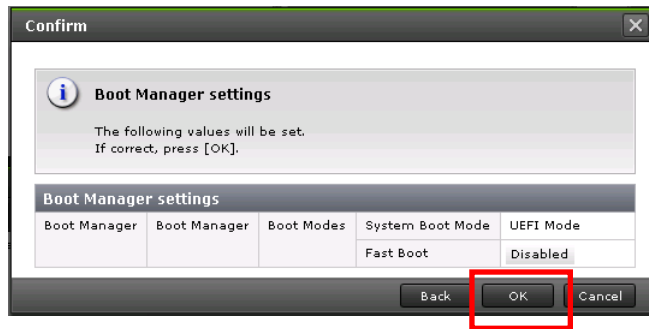 Confirm
Boot Manager settings
The following values will be set.
If correct, press [OK].
Boot Manager settings
Boot Manager Boot Manager Boot Modes System Boot Mode UEFI Mode
Fast Boot Disabled
Back OK Cancel